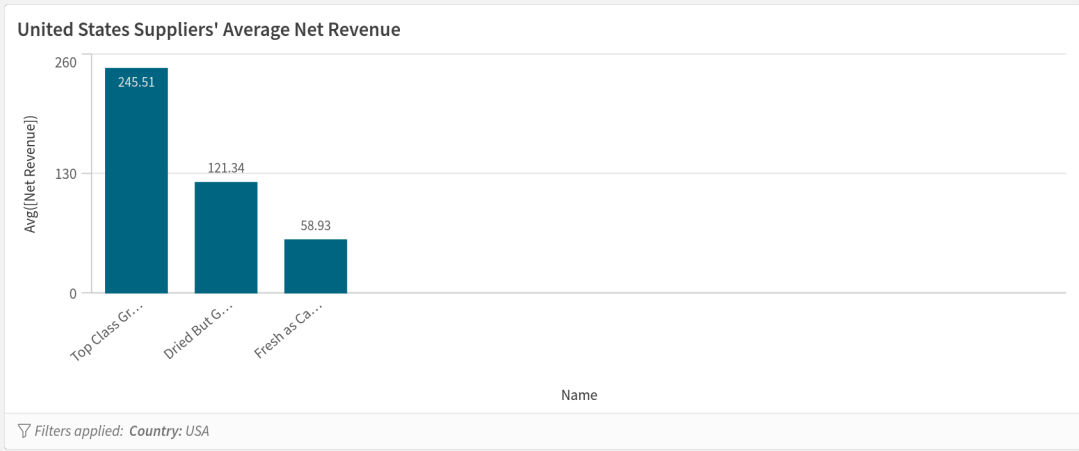 United States Suppliers' Average Net Revenue
260
245.51
Avg([Net Revenue])
130
121.34
58.93
0
Top Class Gr...
Dried But G...
Fresh as Ca...
Name
Filters applied: Country: USA